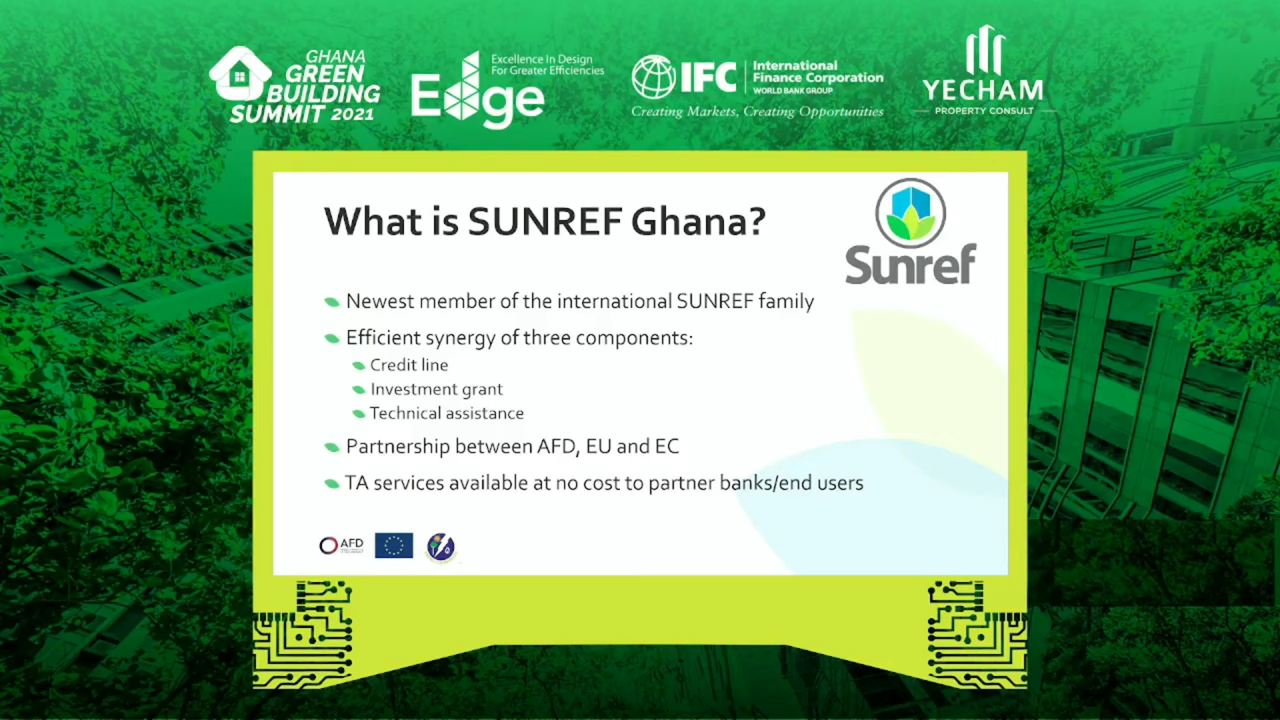 GHANA
GREEN
BUILDING
SUMMIT 2021
Edge
Excellence In Design
For Greater Efficiencies
IFC
International
Finance Corporation
WORLD BANK GROUP
Creating Markets, Creating Opportunities
YECHAM
PROPERTY CONSULT
What is SUNREF Ghana?
Sunref
Newest member of the international SUNREF family
Efficient synergy of three components:
Credit line
Investment grant
Technical assistance
Partnership between AFD, EU and EC
TA services available at no cost to partner banks/end users
AFD